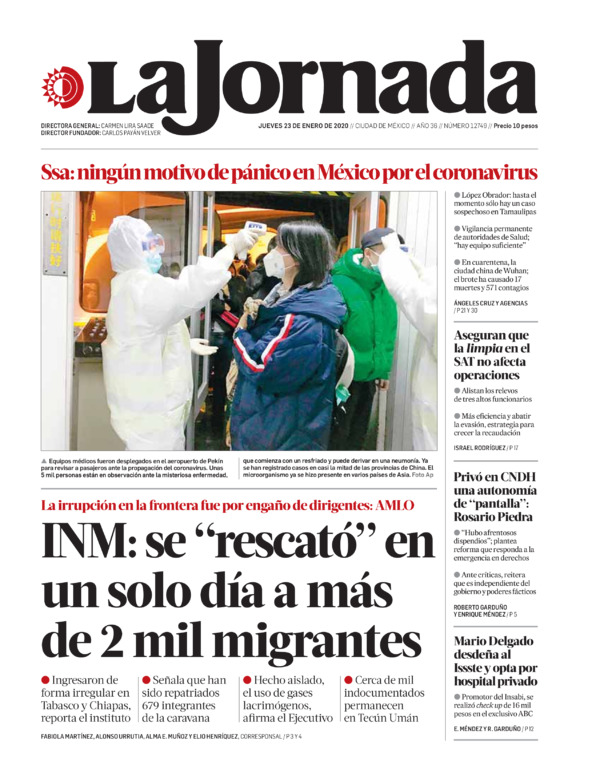 La Jornada
DIRECTORA GENERAL: CARMEN LIRA SAADE
DIRECTOR FUNDADOR: CARLOS PAYÁN VELVER
JUEVES 23 DE ENERO DE 2020 // CIUDAD DE MÉXICO // AÑO 36 // NÚMERO 12749 // Precio 10 pesos
Ssa: ningún motivo de pánico en México por el coronavirus
▲ Equipos médicos fueron desplegados en el aeropuerto de Pekín
para revisar a pasajeros ante la propagación del coronavirus. Unas
5 mil personas están en observación ante la misteriosa enfermedad,
que comienza con un resfriado y puede derivar en una neumonía. Ya
se han registrado casos en casi la mitad de las provincias de China. El
microorganismo ya se hizo presente en varios países de Asia. Foto Ap
● López Obrador: hasta el
momento sólo hay un caso
sospechoso en Tamaulipas
● Vigilancia permanente
de autoridades de Salud;
“hay equipo suficiente”
● En cuarentena, la
ciudad china de Wuhan;
el brote ha causado 17
muertes y 571 contagios
ÁNGELES CRUZ Y AGENCIAS
/ P 21 Y 30
Aseguran que
la limpia en el
SAT no afecta
operaciones
● Alistan los relevos
de tres altos funcionarios
● Más eficiencia y abatir
la evasión, estrategia para
crecer la recaudación
ISRAEL RODRÍGUEZ / P 17
Privó en CNDH
una autonomía
de “pantalla”:
Rosario Piedra
● “Hubo afrentosos
dispendios”; plantea
reforma que responda a la
emergencia en derechos
● Ante críticas, reitera
que es independiente del
gobierno y poderes fácticos
ROBERTO GARDUÑO
Y ENRIQUE MÉNDEZ / P 5
Mario Delgado
desdeña al
Issste y opta por
hospital privado
● Promotor del Insabi, se
realizó check up de 16 mil
pesos en el exclusivo ABC
E. MÉNDEZ Y R. GARDUÑO / P 12
La irrupción en la frontera fue por engaño de dirigentes: AMLO
INM: se “rescató” en
un solo día a más
de 2 mil migrantes
● Ingresaron de
forma irregular en
Tabasco y Chiapas,
reporta el instituto
● Señala que han
sido repatriados
679 integrantes
de la caravana
● Hecho aislado,
el uso de gases
lacrimógenos,
afirma el Ejecutivo
● Cerca de mil
indocumentados
permanecen
en Tecún Umán
FABIOLA MARTÍNEZ, ALONSO URRUTIA, ALMA E. MUÑOZ Y ELIO HENRÍQUEZ, CORRESPONSAL / P 3 Y 4